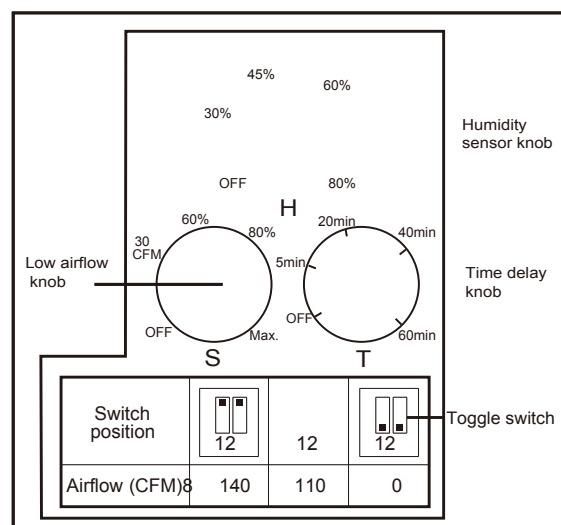 45%
60%
30%
Humidity
sensor knob
OFF
80%
H
60%
80%
20min
40min
30
CFM
5min
Low airflow
knob
Time delay
knob
OFF
Max.
OFF
60min
S
T
Switch
position
12
12
12
Toggle switch
Airflow (CFM)8 140 110 0